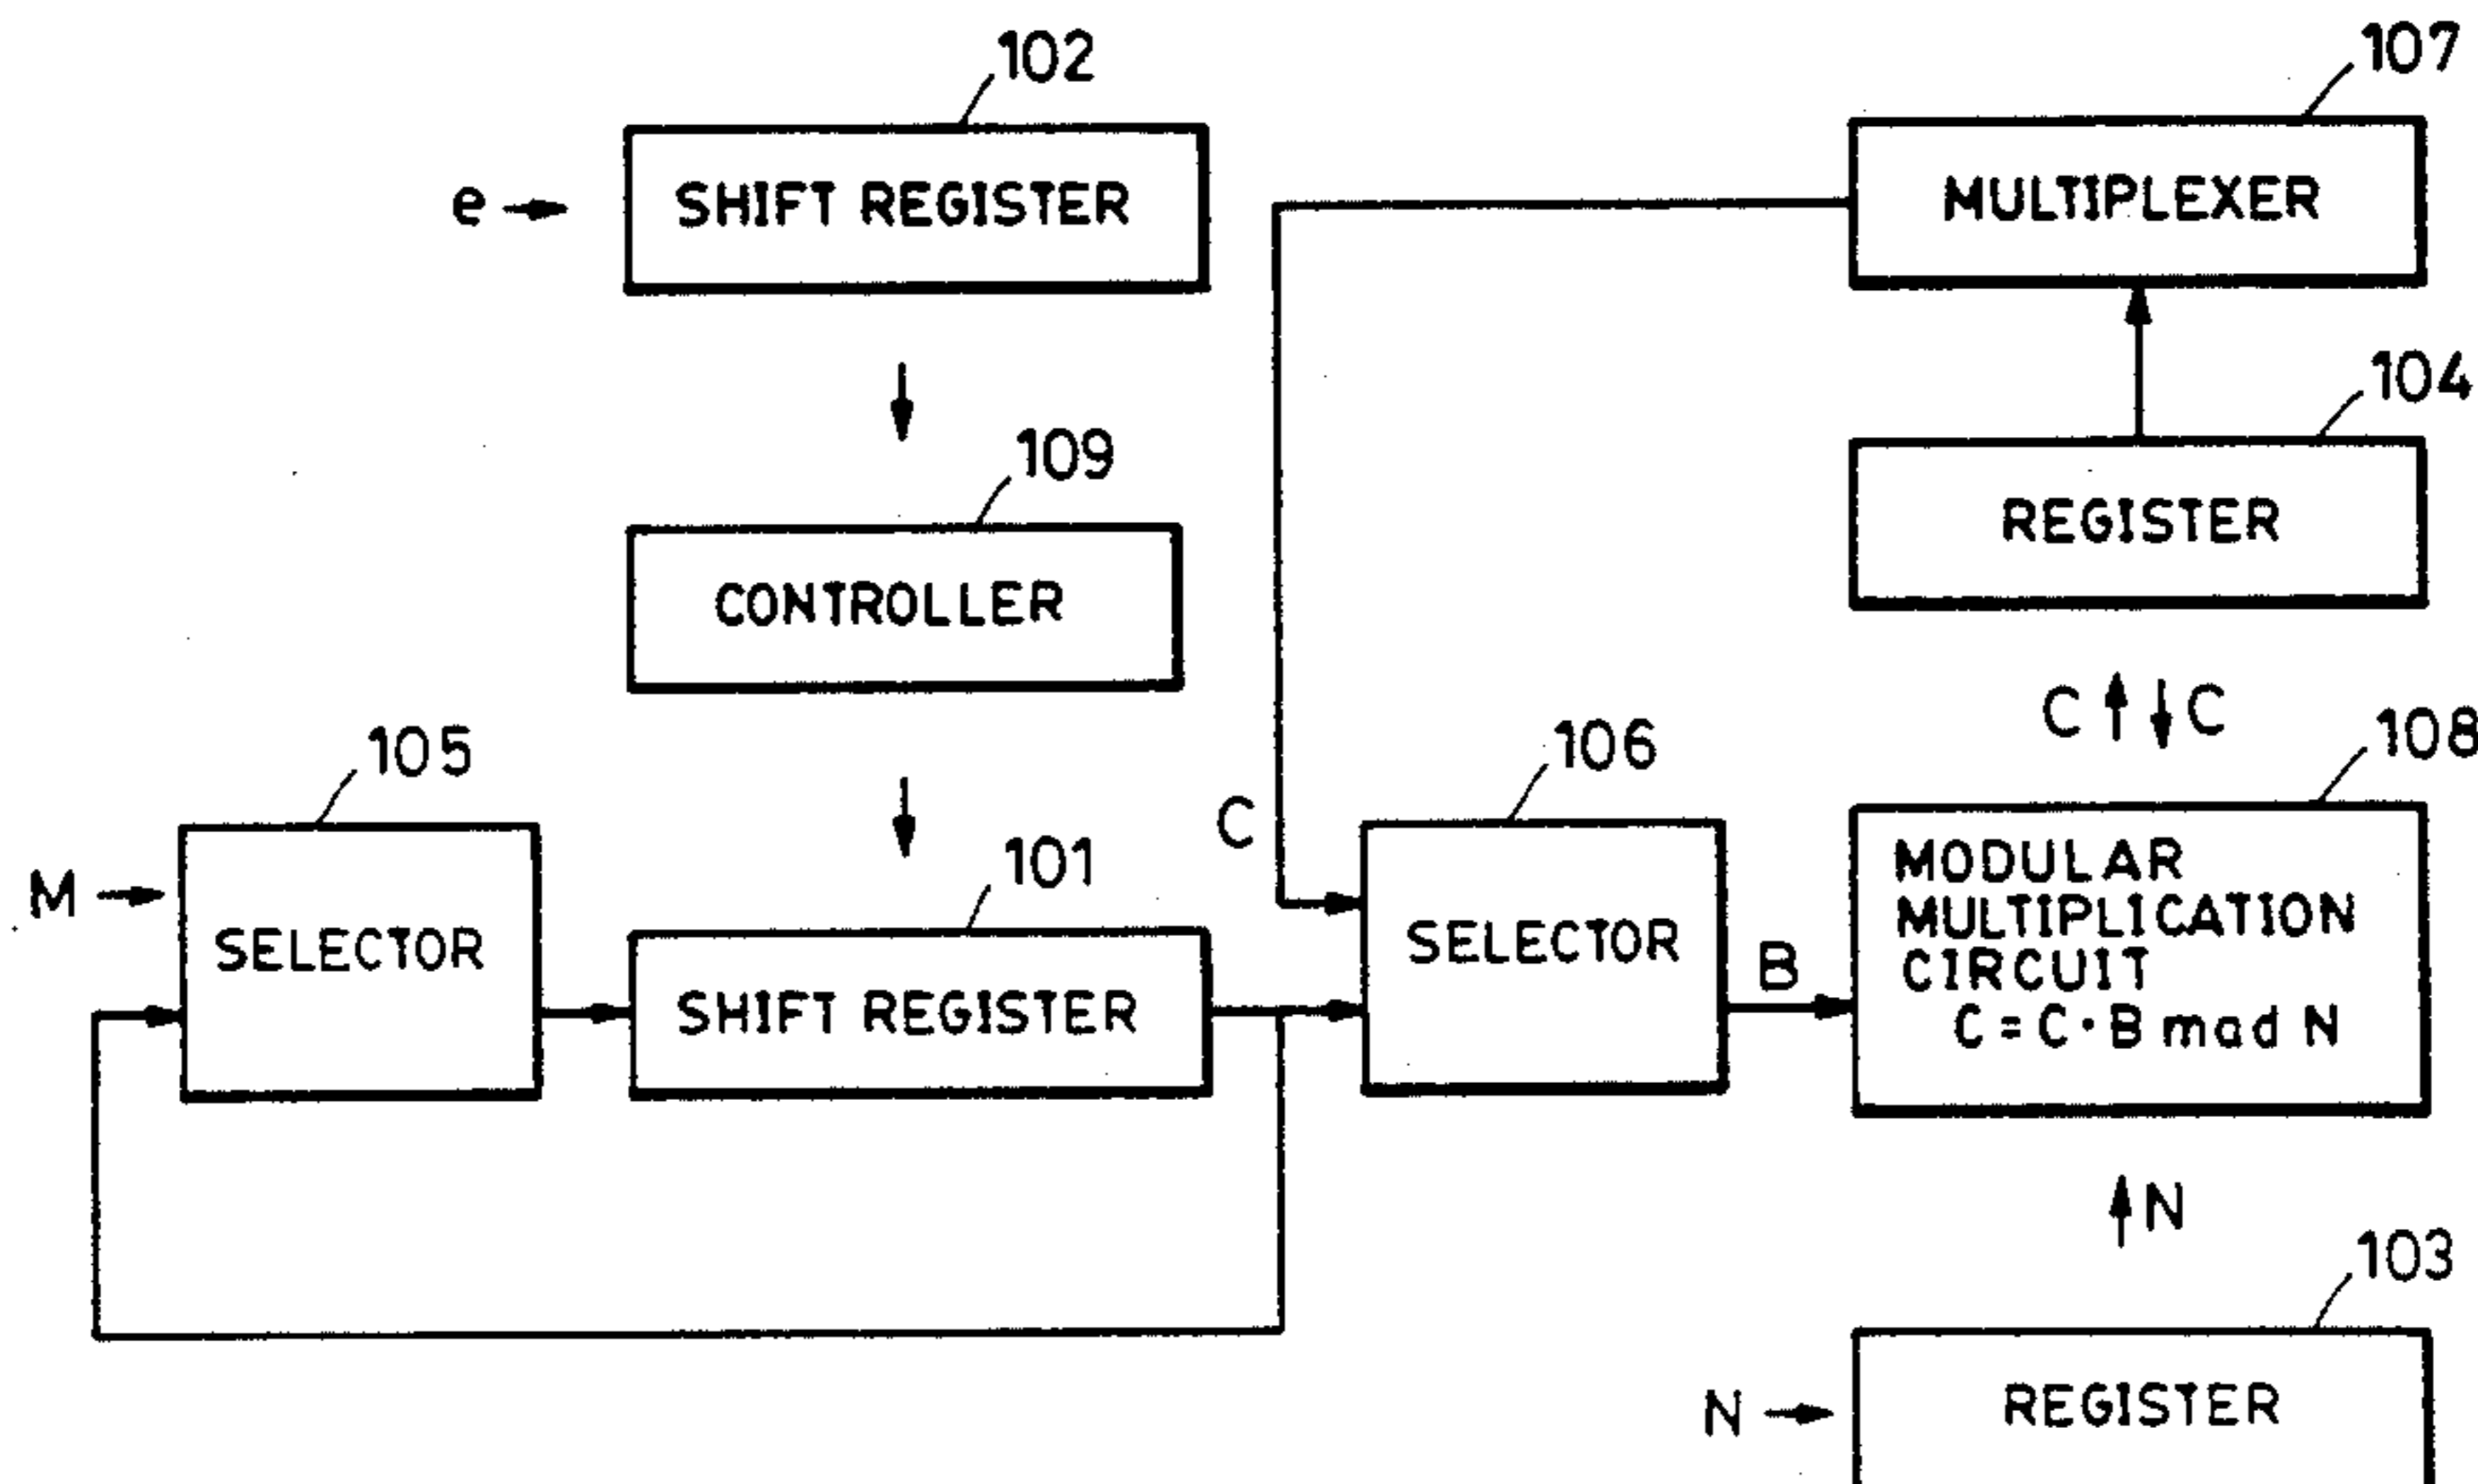 102
107
e
SHIFT REGISTER
MULTIPLEXER
104
109
REGISTER
CONTROLLER
C
C
105
106
108
C
101
M
SELECTOR
SHIFT REGISTER
SELECTOR
B
MODULAR
MULTIPLICATION
CIRCUIT
C = C · B mod N
N
103
N
REGISTER